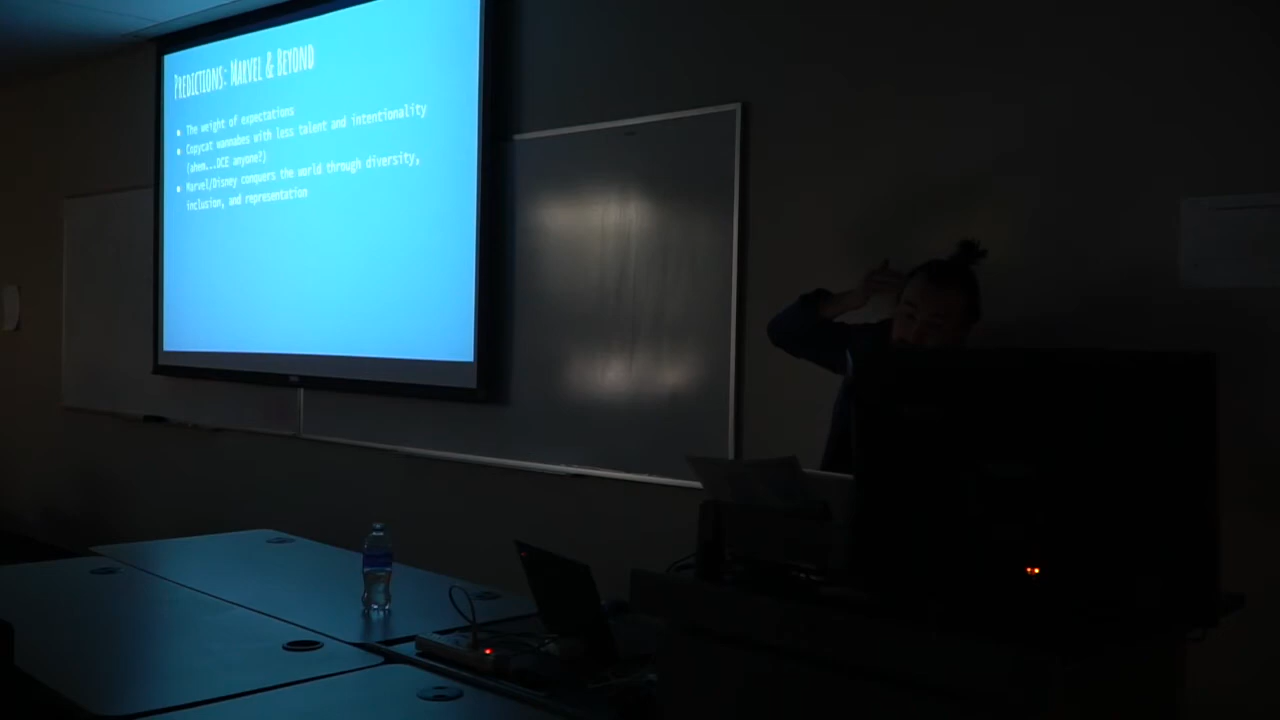 PREDICTIONS: MARVEL & BEYOND
▪ The weight of expectations
▪ Copycat wannabes with less talent and intentionality
(ahem...DCE anyone?)
▪ Marvel/Disney conquers the world through diversity,
inclusion, and representation